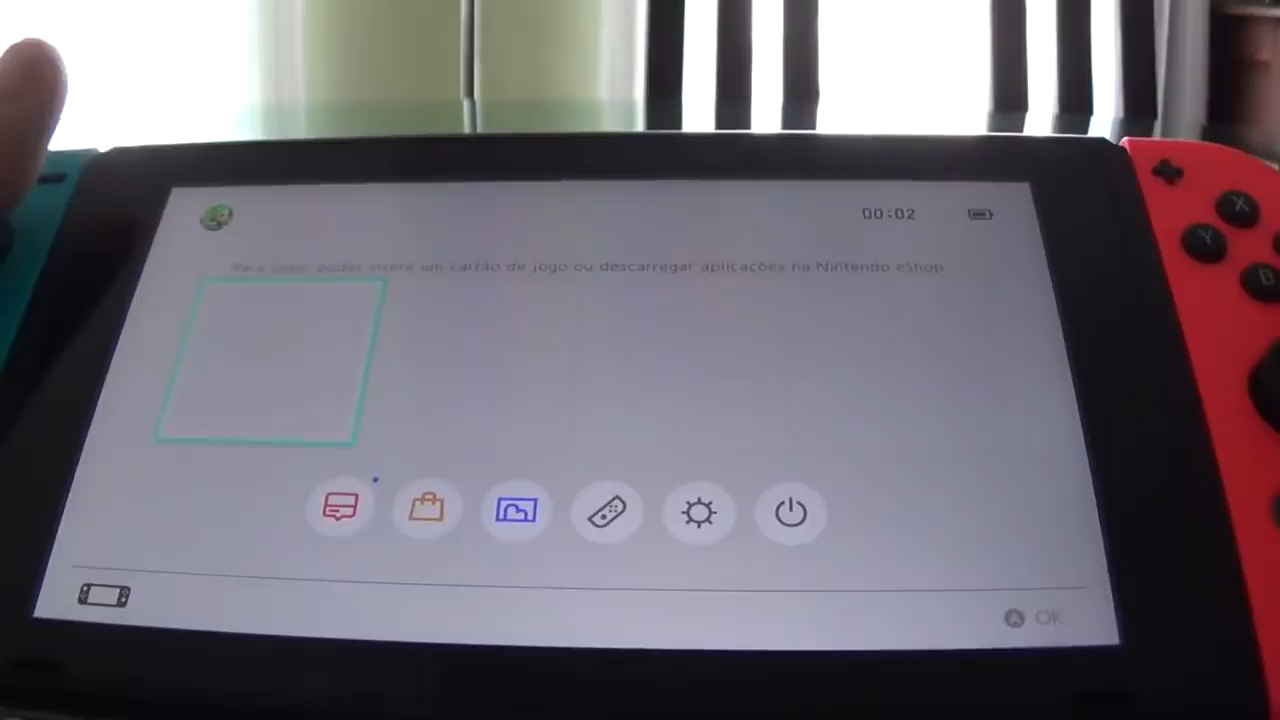 00:02
Para jogar, podes inserir um cartão de jogo ou descarregar aplicações na Nintendo eShop.
A OK
X
Y
B